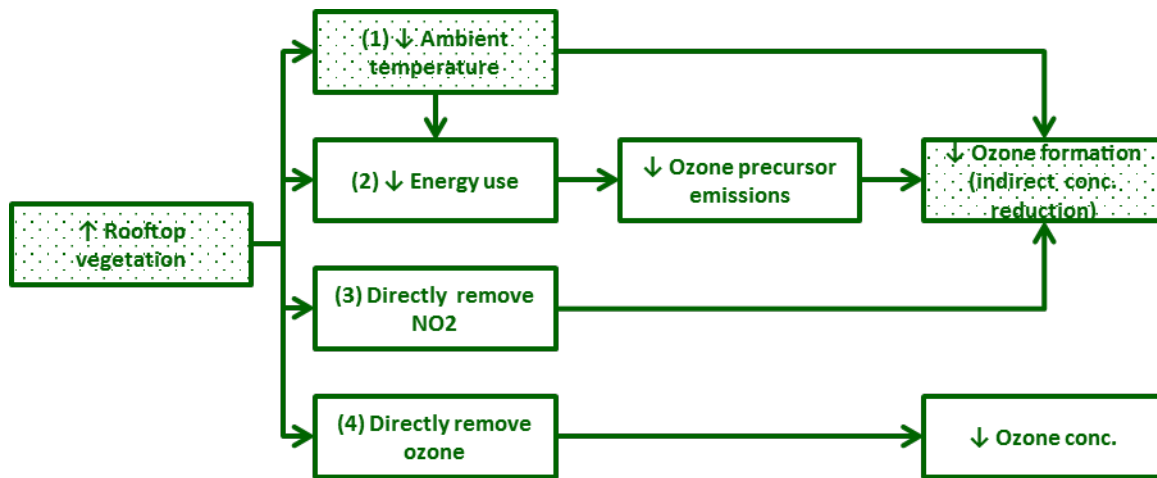 (1) ↓ Ambient
temperature
(2) ↓ Energy use
↓ Ozone precursor
emissions
↓ Ozone formation
(indirect conc.
reduction)
↑ Rooftop
vegetation
(3) Directly remove
NO2
(4) Directly remove
ozone
↓ Ozone conc.